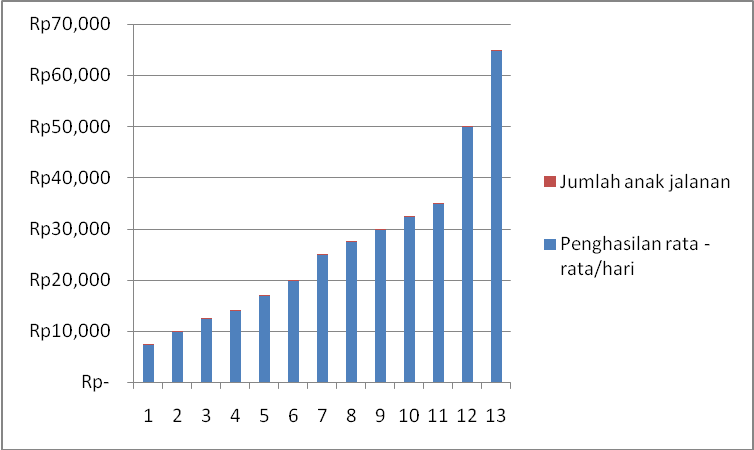 Rp70,000
Rp60,000
Rp50,000
Rp40,000
Rp30,000
Rp20,000
Rp10,000
Rp-
1 2 3 4 5 6 7 8 9 10 11 12 13
Jumlah anak jalanan
Penghasilan rata -
rata/hari